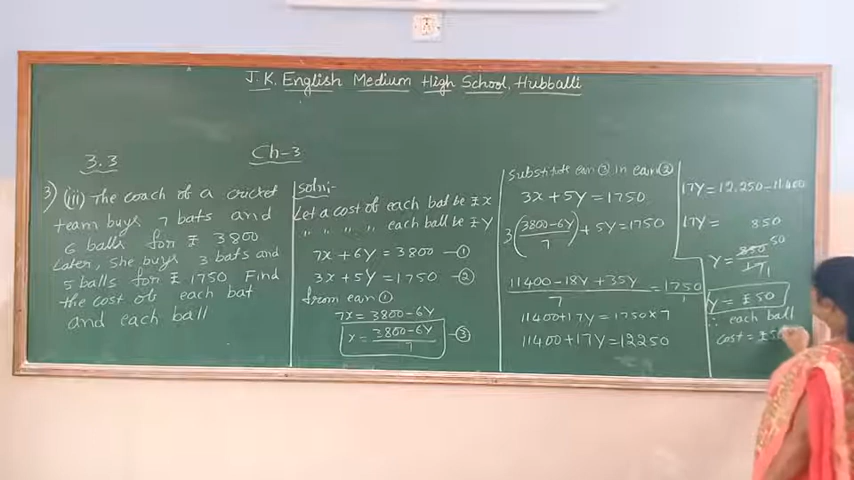 J.K. English Medium High School, Hubballi
3.3
Ch-3
3) (iii) The coach of a cricket
team buys 7 bats and
6 balls for ₹ 3800
Later, She buys 3 bats and
5 balls for ₹ 1750 Find
the cost of each bat
and each ball
Soln:-
Let a cost of each bat be ₹ x
" " " " each ball be ₹ y
7x + 6y = 3800 — ①
3x + 5y = 1750 — ②
from eqn ①
7x = 3800 - 6y
x = 3800 - 6y / 7 — ③
Substitute eqn ③ in eqn ②
3x + 5y = 1750
3 (3800 - 6y / 7) + 5y = 1750
11400 - 18y + 35y / 7 = 1750 / 1
11400 + 17y = 1750 × 7
11400 + 17y = 12250
17y = 12,250 - 11400
17y = 850
y = 850 50 / 17 1
y = ₹ 50
∴ each ball
cost = ₹ 50